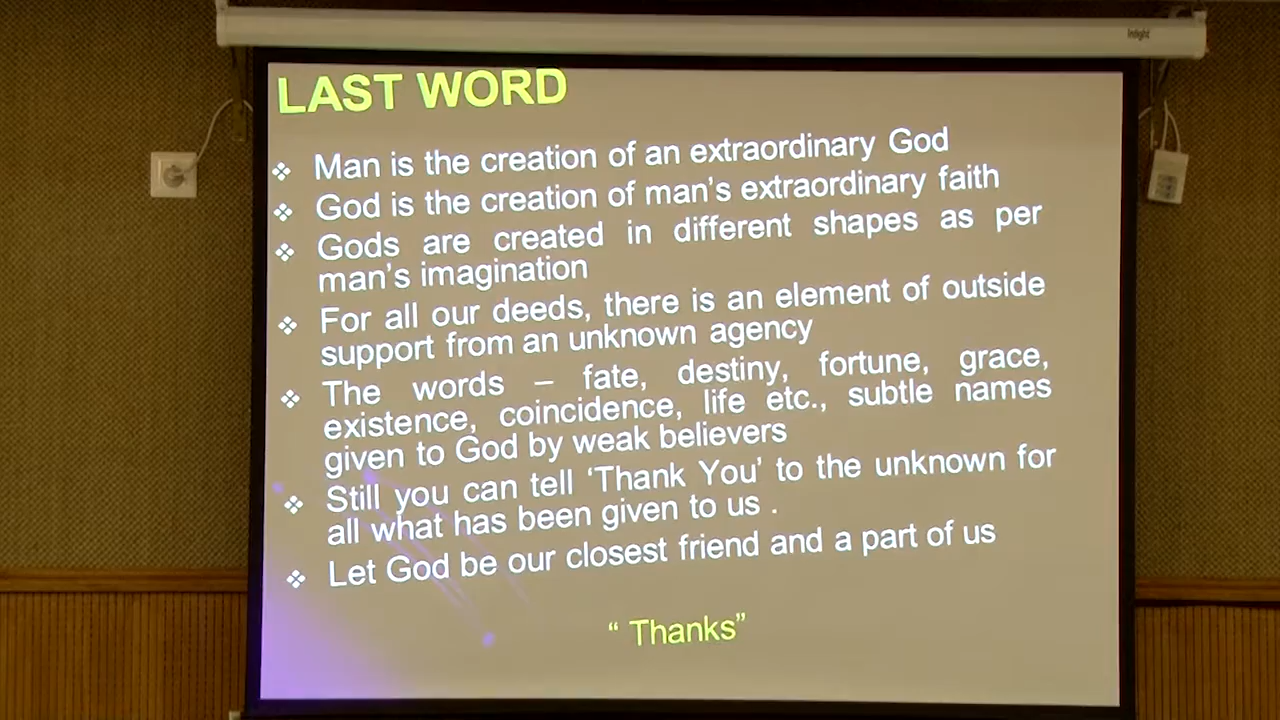 Inlight
LAST WORD
❖ Man is the creation of an extraordinary God
❖ God is the creation of man's extraordinary faith
❖ Gods are created in different shapes as per
man's imagination
❖ For all our deeds, there is an element of outside
support from an unknown agency
❖ The words – fate, destiny, fortune, grace,
existence, coincidence, life etc., subtle names
given to God by weak believers
❖ Still you can tell ‘Thank You’ to the unknown for
all what has been given to us .
❖ Let God be our closest friend and a part of us
“ Thanks”